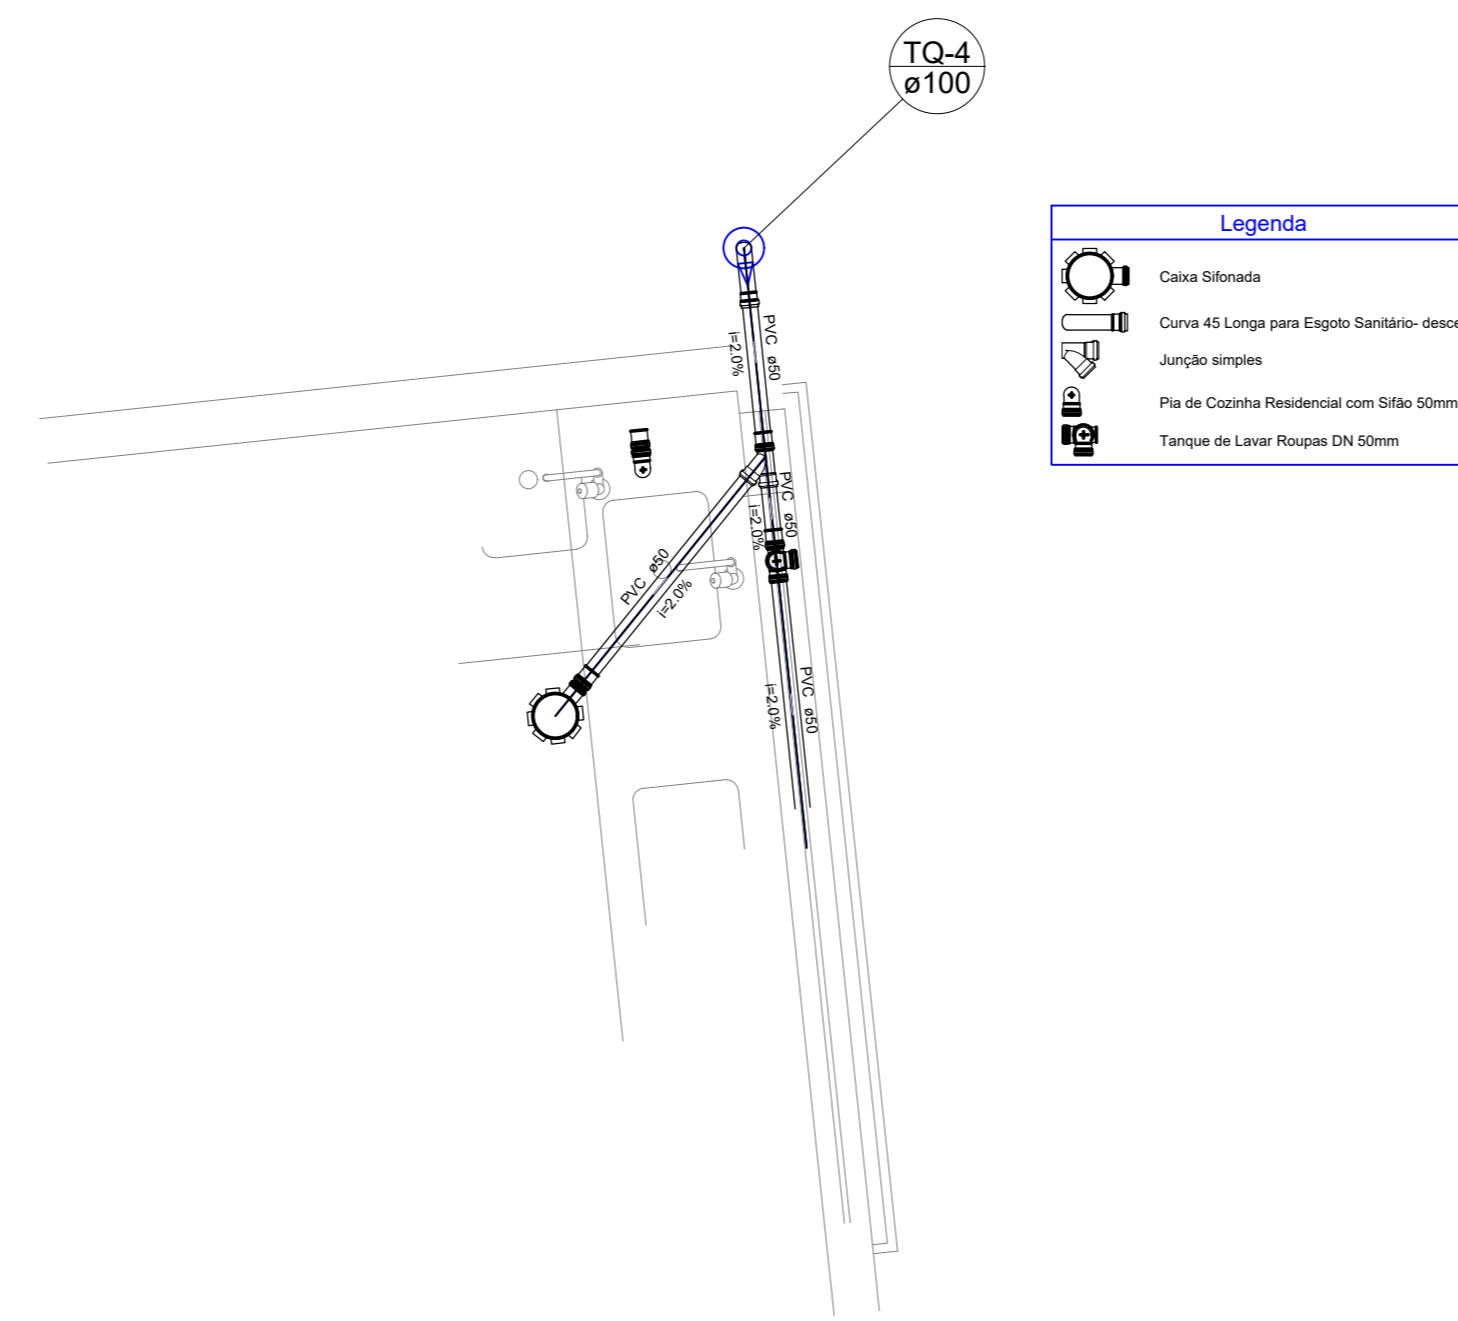 TQ-4
ø100
Legenda
Caixa Sifonada
Curva 45 Longa para Esgoto Sanitário- desce
Junção simples
Pia de Cozinha Residencial com Sifão 50mm
Tanque de Lavar Roupas DN 50mm
PVC ø50
i=2.0%
PVC ø50
i=2.0%
PVC ø50
i=2.0%
PVC ø50
i=2.0%